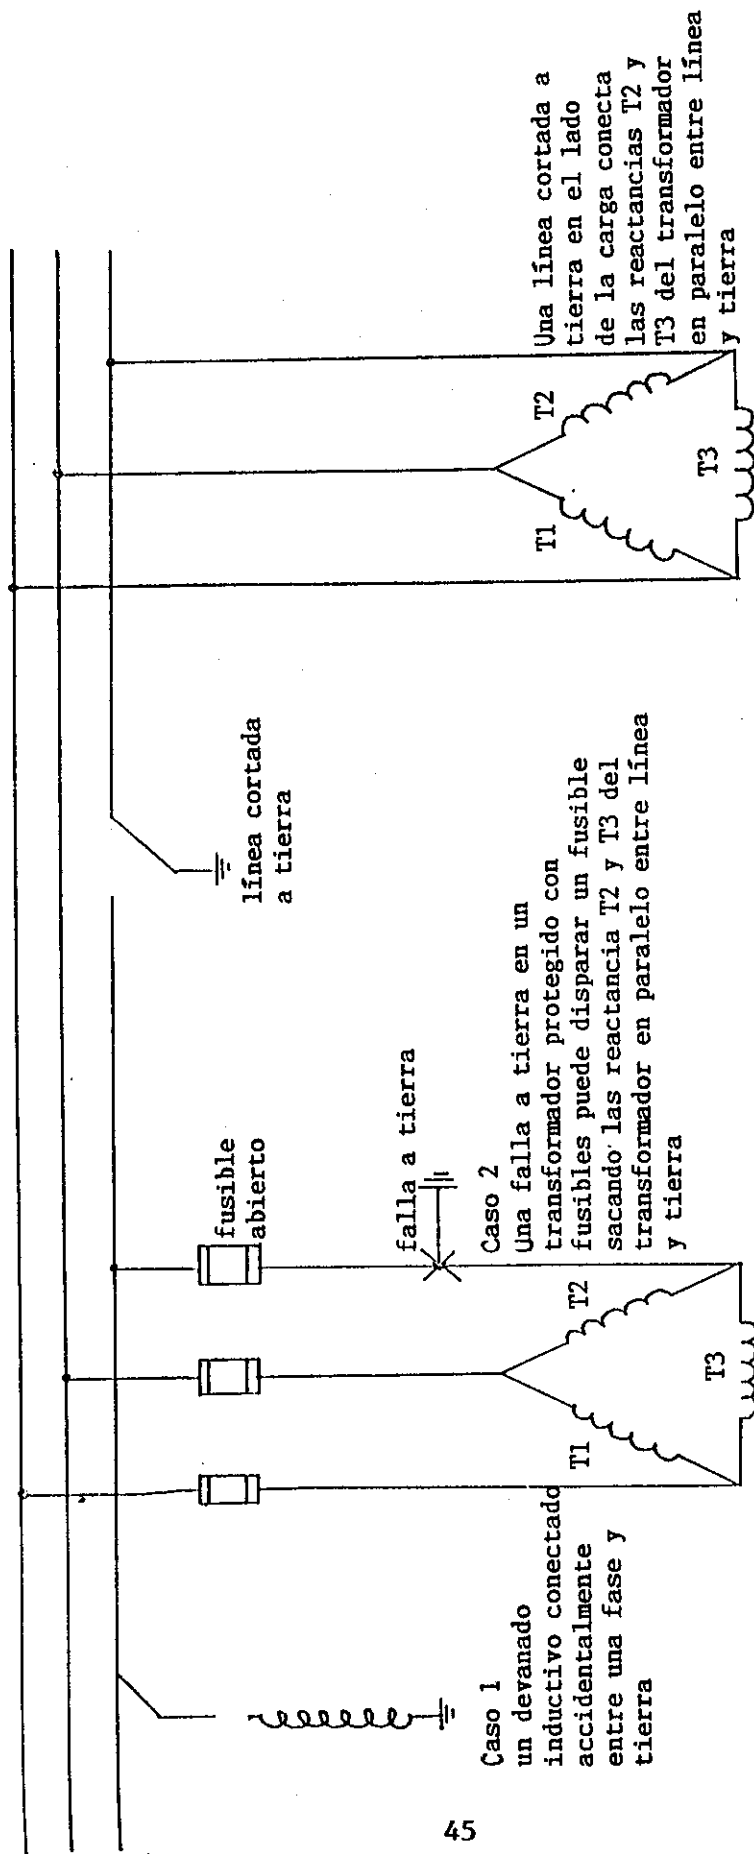 línea cortada
a tierra
fusible
abierto
falla a tierra
T1
T2
T3
T1
T2
T3
Caso 1
un devanado
inductivo conectado
accidentalmente
entre una fase y
tierra
Caso 2
Una falla a tierra en un
transformador protegido con
fusibles puede disparar un fusible
sacando las reactancia T2 y T3 del
transformador en paralelo entre línea
y tierra
Una línea cortada a
tierra en el lado
de la carga conecta
las reactancias T2 y
T3 del transformador
en paralelo entre línea
y tierra
45